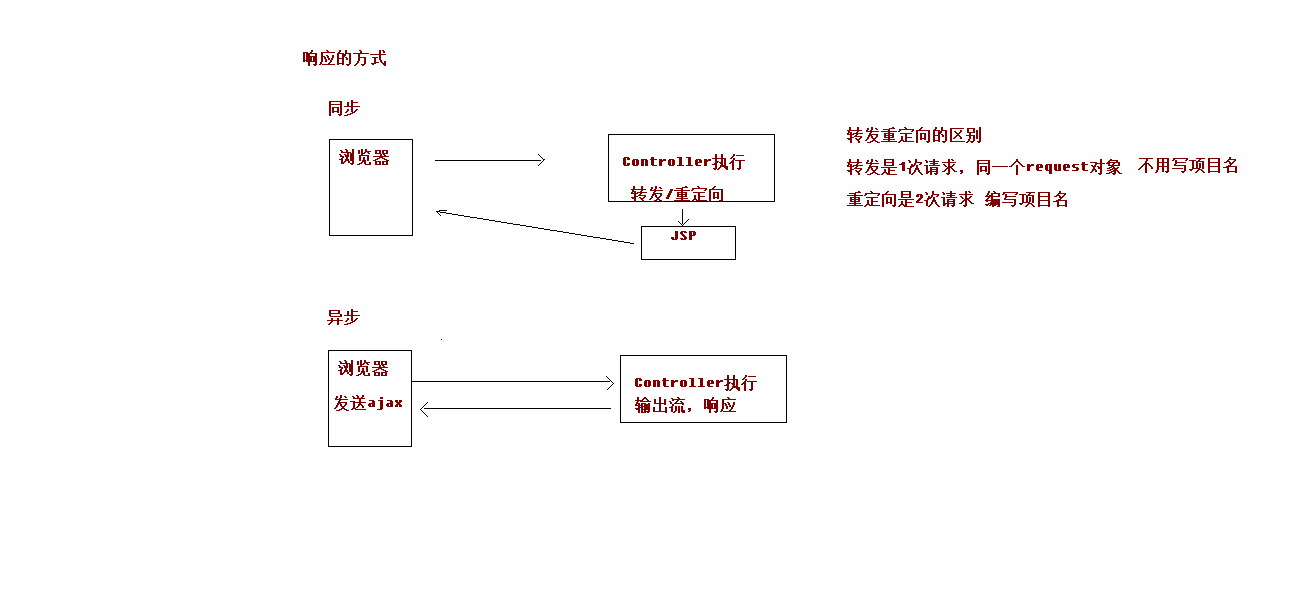 响应的方式
同步
浏览器
Controller执行
转发/重定向
JSP
转发重定向的区别
转发是1次请求，同一个request对象 不用写项目名
重定向是2次请求 编写项目名
异步
浏览器
发送ajax
Controller执行
输出流，响应